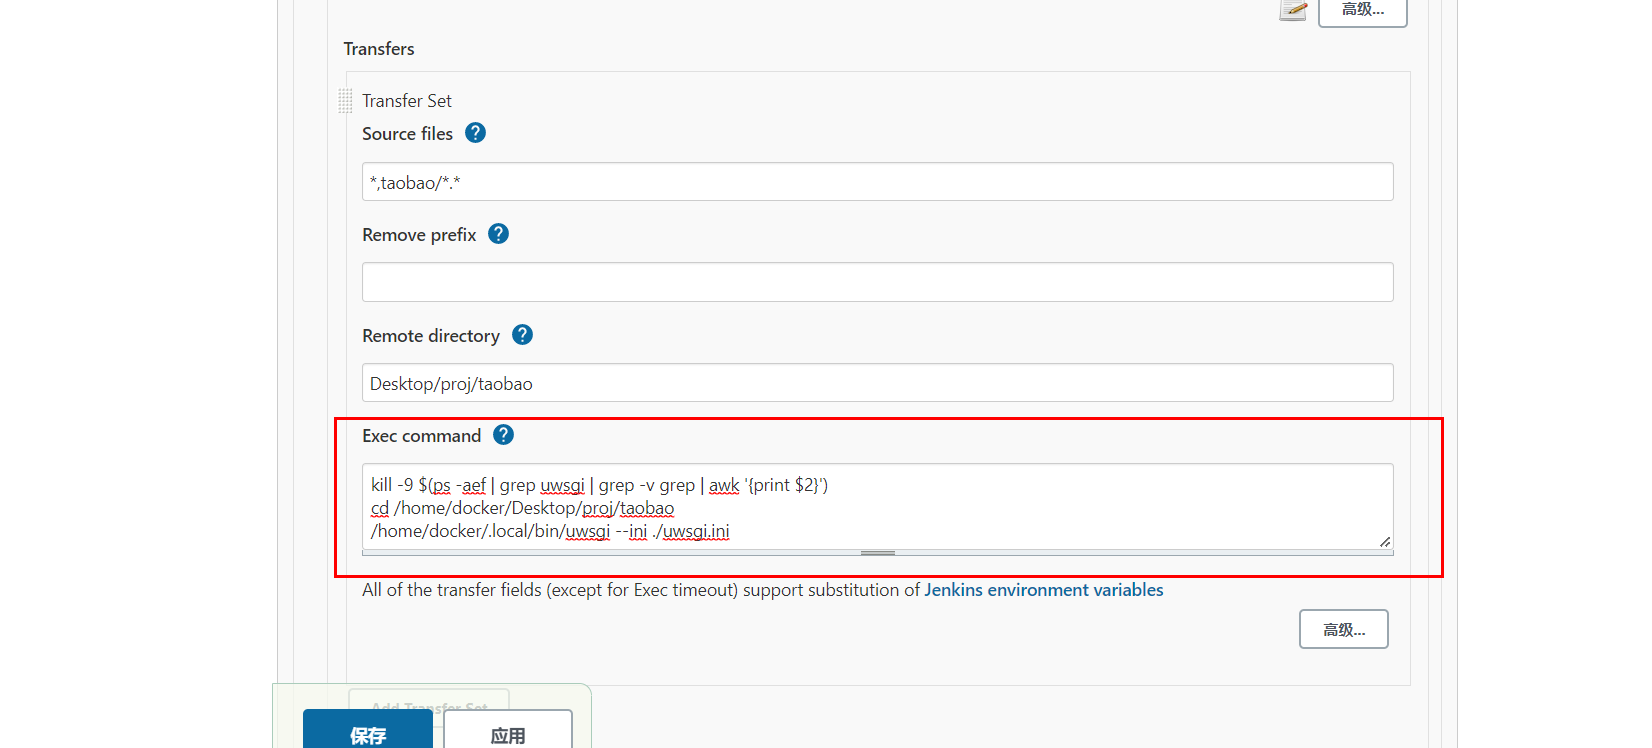 高级...
Transfers
Transfer Set
Source files ?
*,taobao/*.*
Remove prefix ?
Remote directory ?
Desktop/proj/taobao
Exec command ?
kill -9 $(ps -aef | grep uwsgi | grep -v grep | awk '{print $2}')
cd /home/docker/Desktop/proj/taobao
/home/docker/.local/bin/uwsgi --ini ./uwsgi.ini
All of the transfer fields (except for Exec timeout) support substitution of Jenkins environment variables
高级...
Add Transfer Set
保存 应用